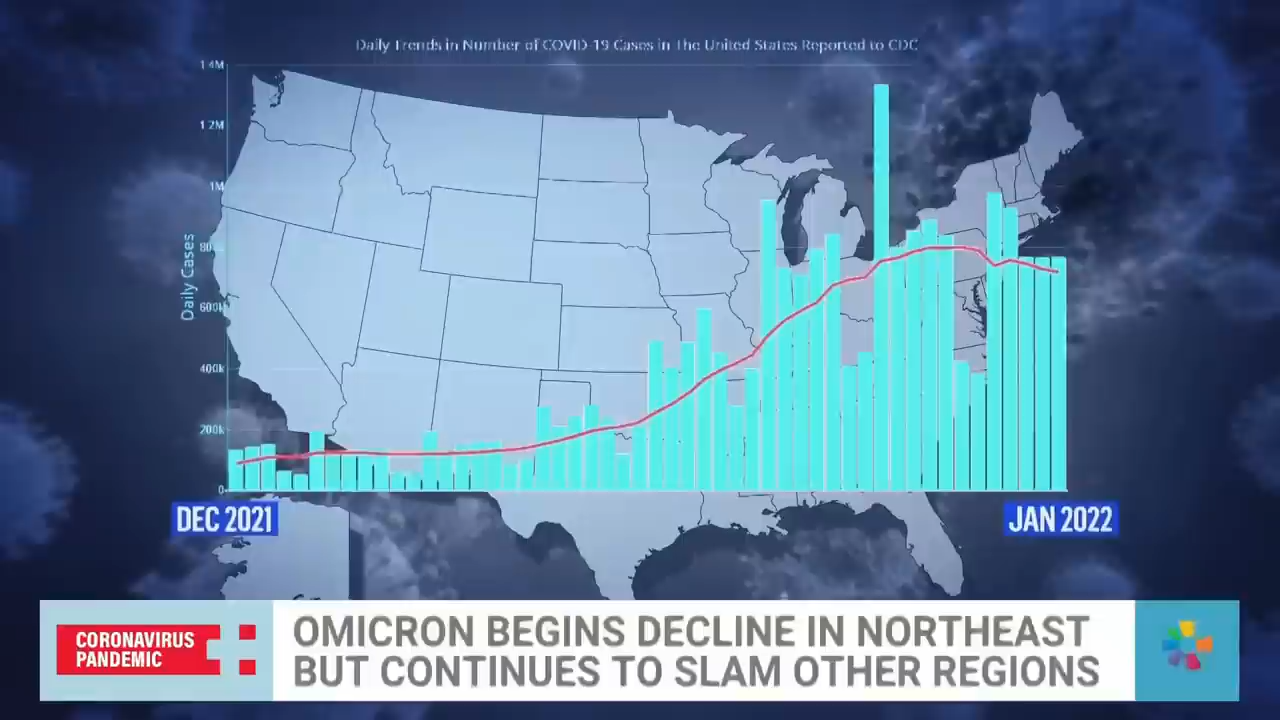 Daily Trends in Number of COVID-19 Cases in The United States Reported to CDC
1.4M
1.2M
1M
Daily Cases
600k
400k
200k
0
DEC 2021
JAN 2022
CORONAVIRUS
PANDEMIC
OMICRON BEGINS DECLINE IN NORTHEAST
BUT CONTINUES TO SLAM OTHER REGIONS